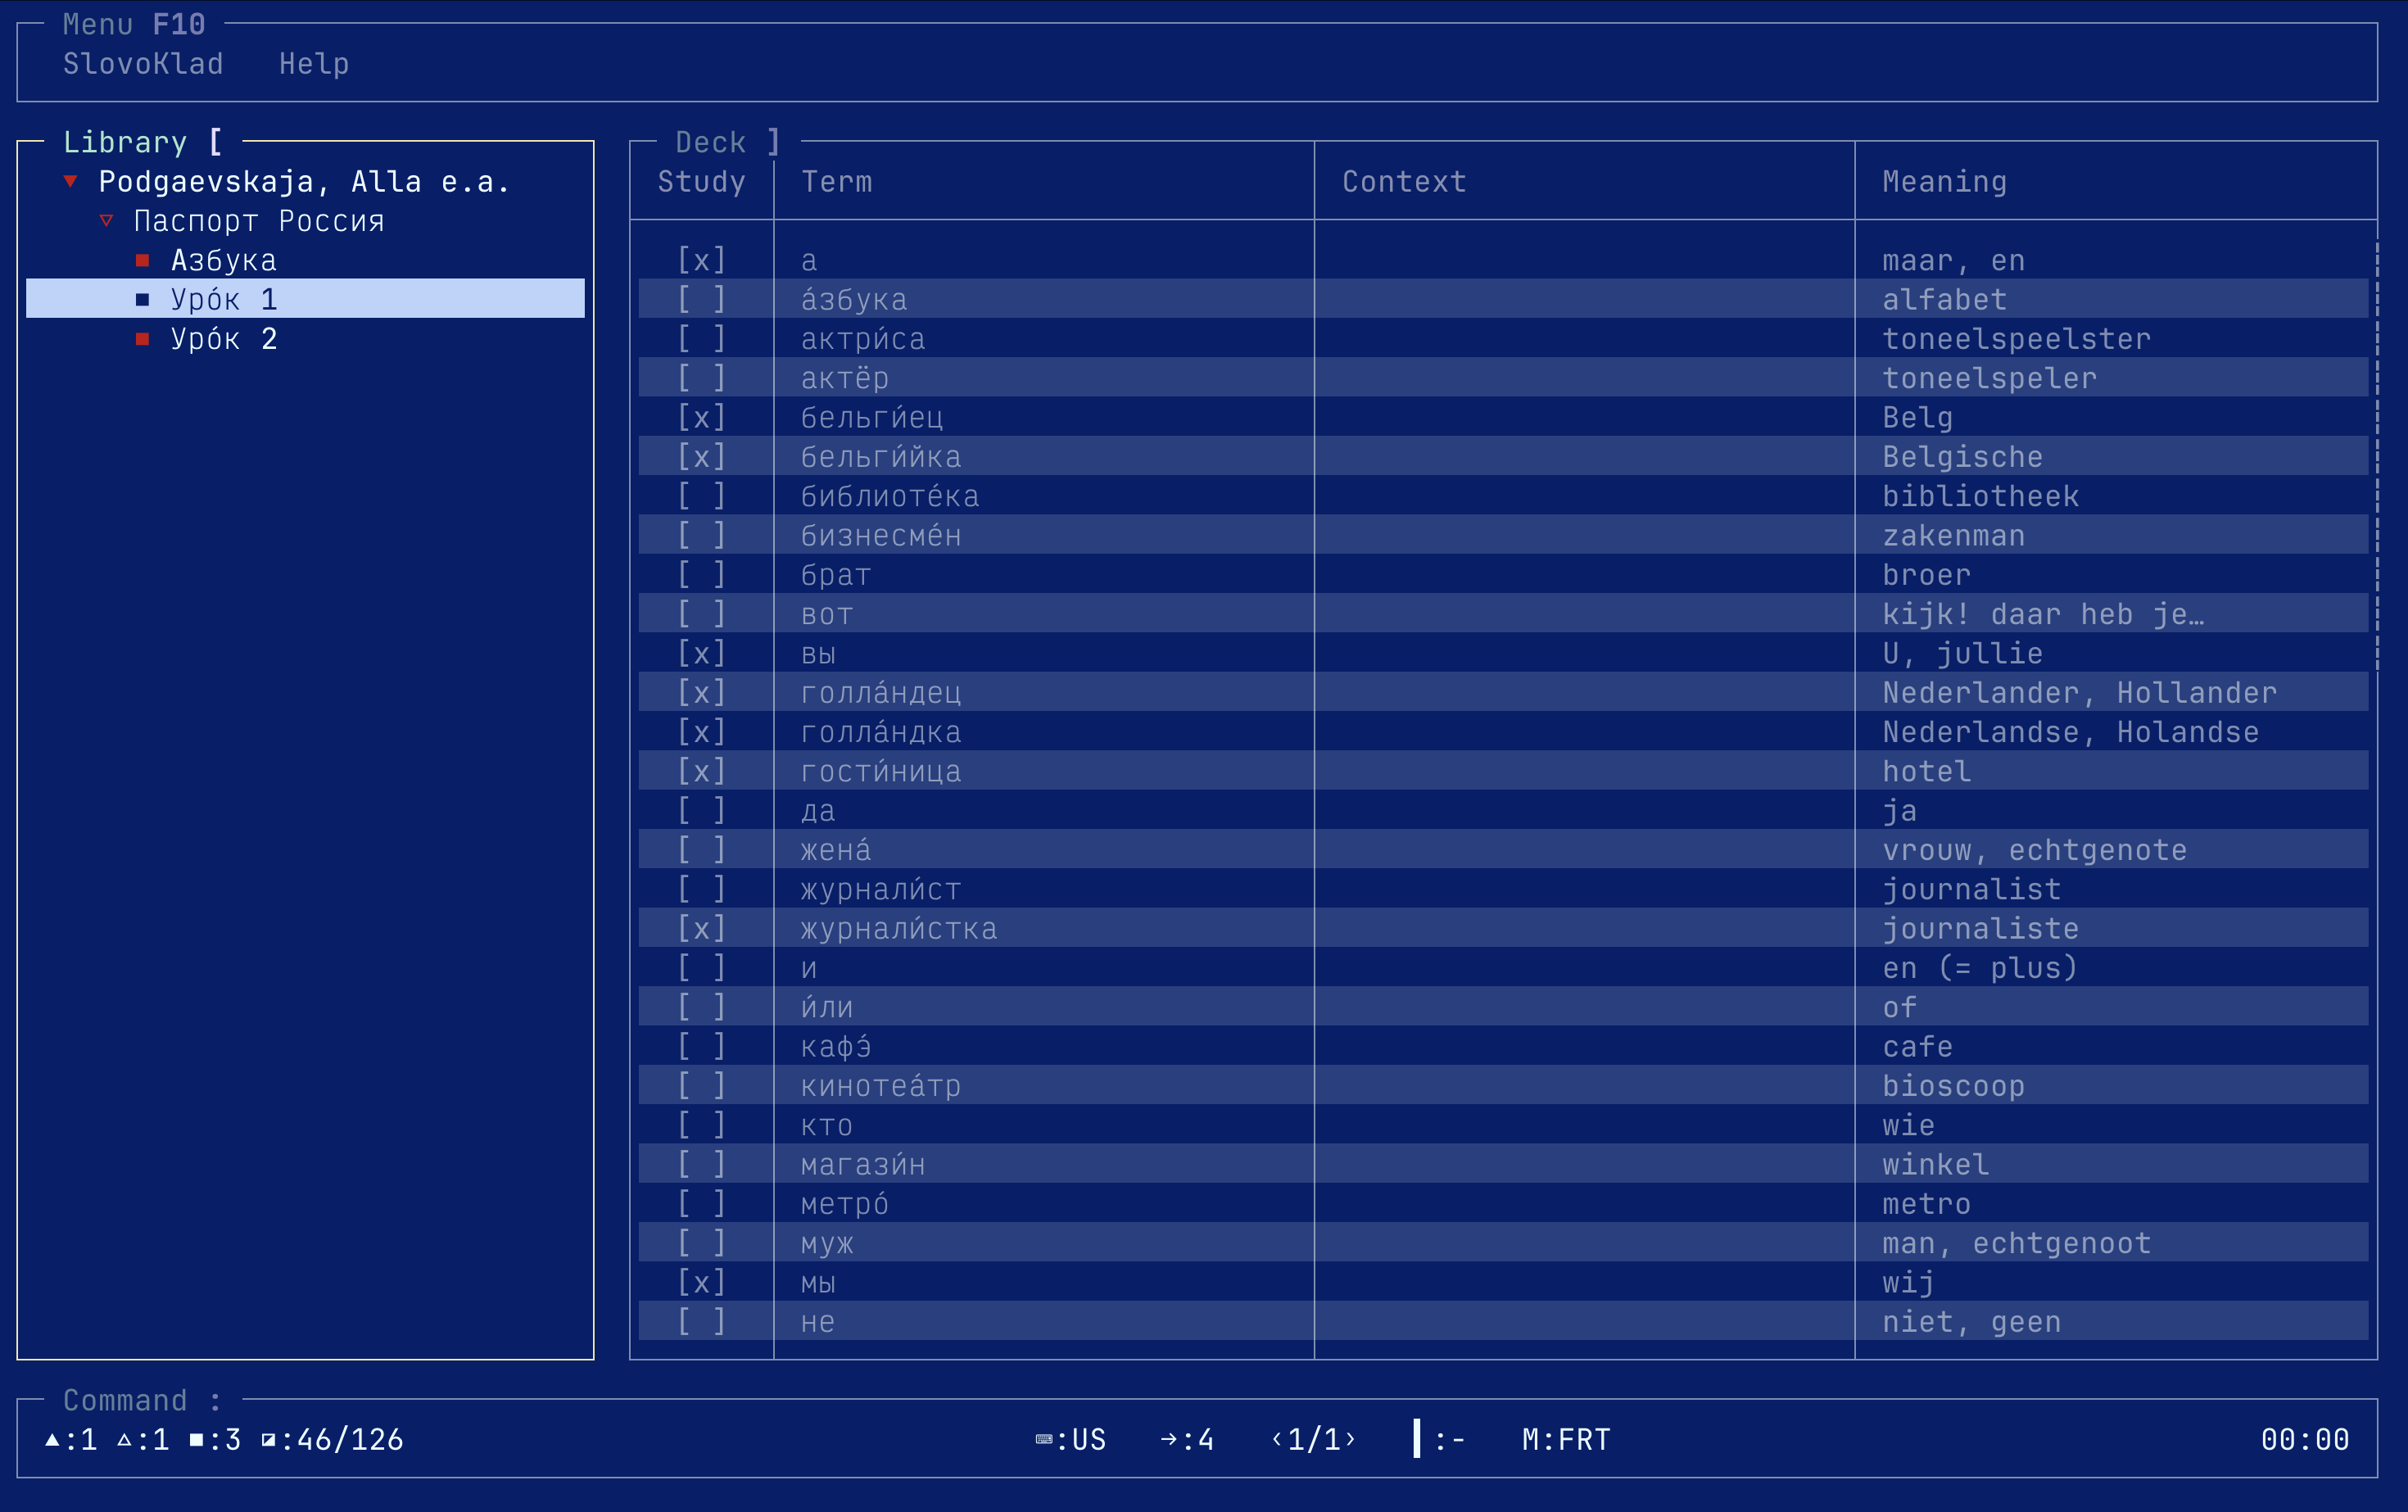 Menu F10
SlovoKlad Help
Library [
▼ Podgaevskaja, Alla e.a.
▽ Паспорт Россия
■ Азбука
■ Уро́к 1
■ Уро́к 2
Deck ]
Study Term Context Meaning
[x] а maar, en
[ ] а́збука alfabet
[ ] актри́са toneelspeelster
[ ] актёр toneelspeler
[x] бельги́ец Belg
[x] бельги́йка Belgische
[ ] библиоте́ка bibliotheek
[ ] бизнесме́н zakenman
[ ] брат broer
[ ] вот kijk! daar heb je…
[x] вы U, jullie
[x] голла́ндец Nederlander, Hollander
[x] голла́ндка Nederlandse, Holandse
[x] гости́ница hotel
[ ] да ja
[ ] жена́ vrouw, echtgenote
[ ] журнали́ст journalist
[x] журнали́стка journaliste
[ ] и en (= plus)
[ ] и́ли of
[ ] кафэ́ cafe
[ ] кинотеа́тр bioscoop
[ ] кто wie
[ ] магази́н winkel
[ ] метро́ metro
[ ] муж man, echtgenoot
[x] мы wij
[ ] не niet, geen
Command :
▲:1 △:1 ■:3 ◪:46/126 ⌨:US →:4 ‹1/1› ┃:- M:FRT 00:00